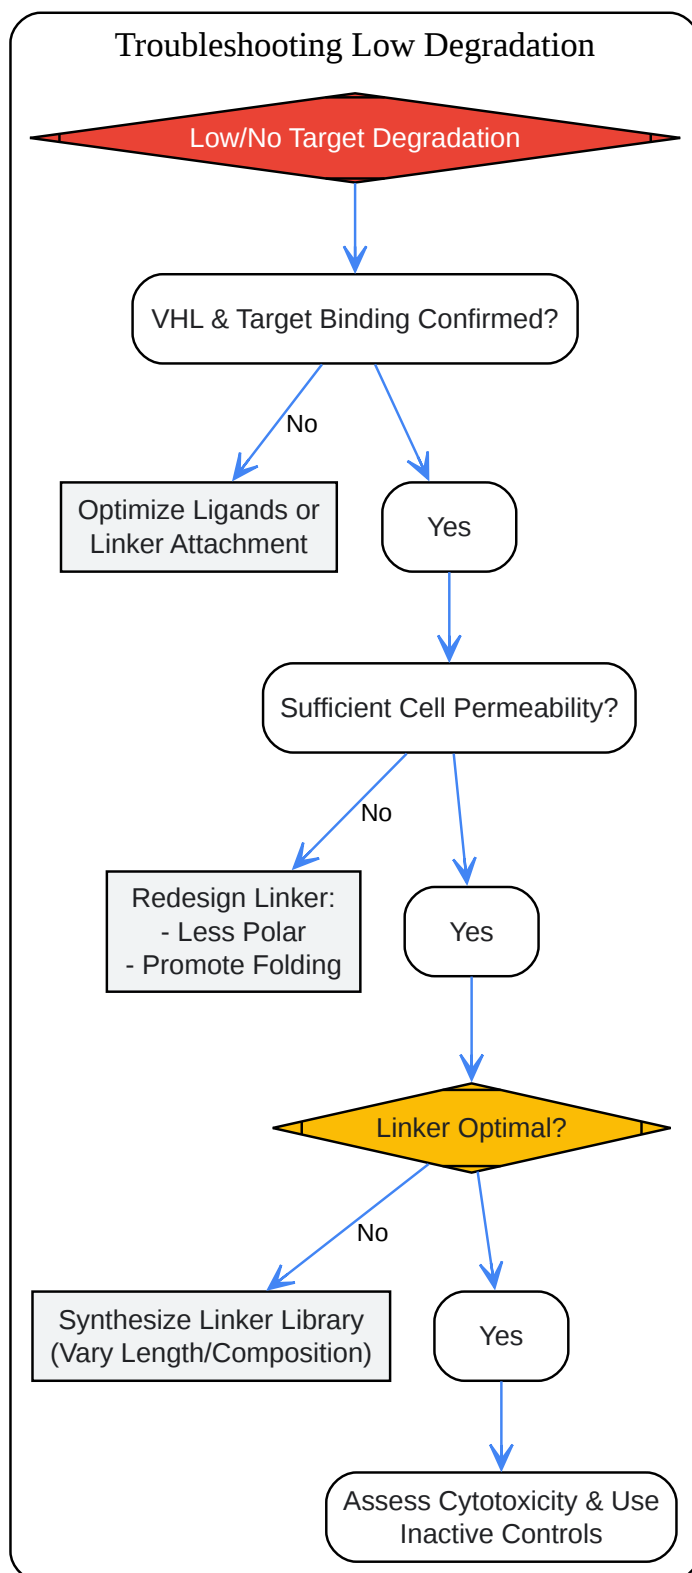 Troubleshooting Low Degradation
Low/No Target Degradation
VHL & Target Binding Confirmed?
No
Optimize Ligands or
Linker Attachment
Yes
Sufficient Cell Permeability?
No
Redesign Linker:
- Less Polar
- Promote Folding
Yes
Linker Optimal?
No
Synthesize Linker Library
(Vary Length/Composition)
Yes
Assess Cytotoxicity & Use
Inactive Controls